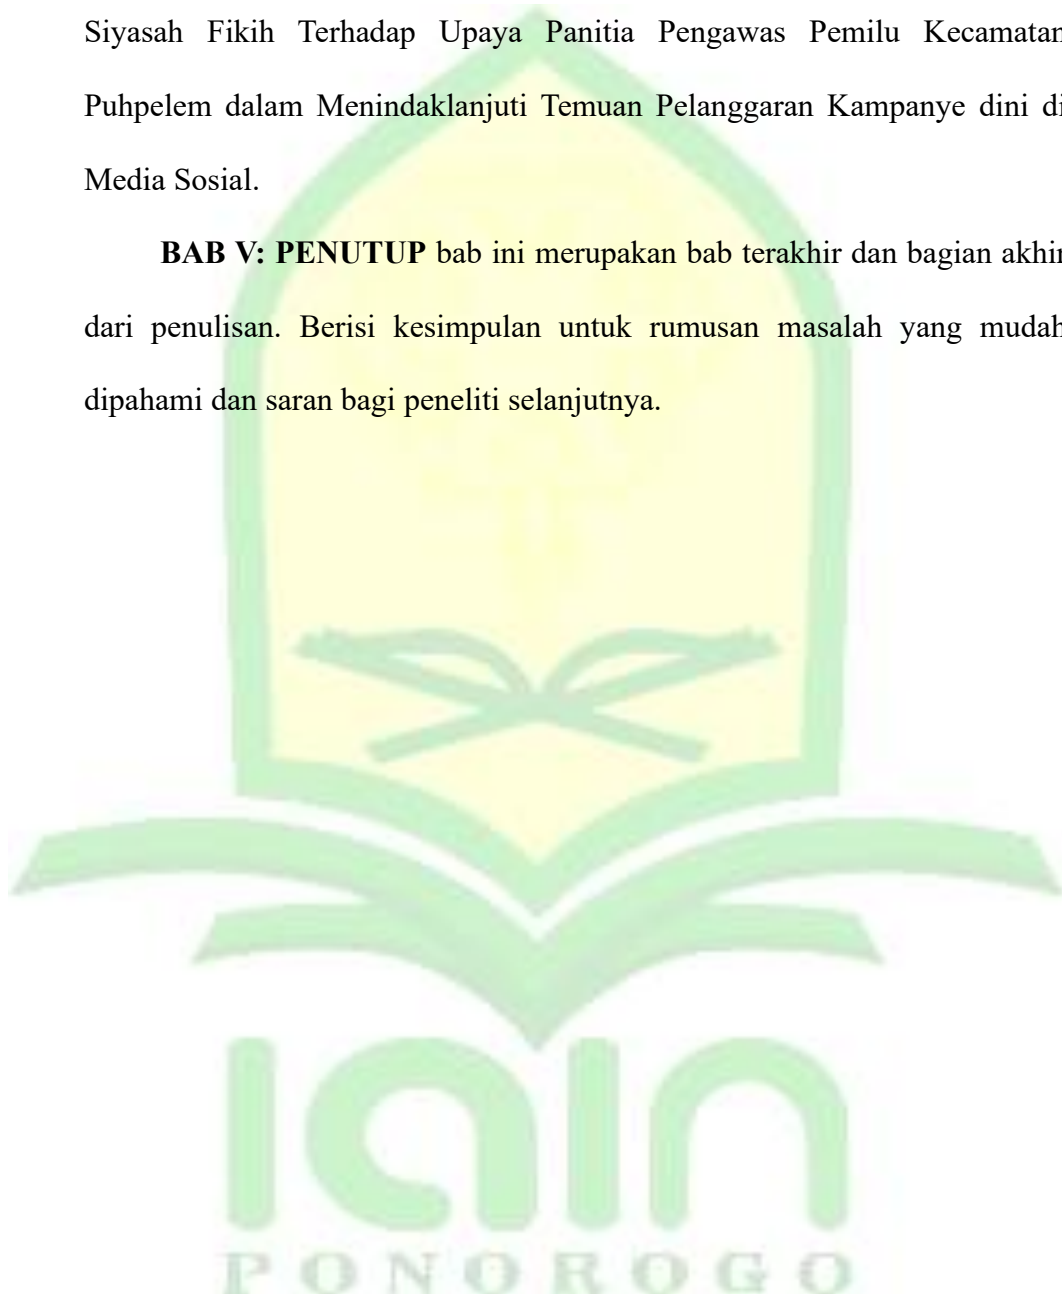 Siyasah Fikih Terhadap Upaya Panitia Pengawas Pemilu Kecamatan
Puhpelem dalam Menindaklanjuti Temuan Pelanggaran Kampanye dini di
Media Sosial.
BAB V: PENUTUP bab ini merupakan bab terakhir dan bagian akhir
dari penulisan. Berisi kesimpulan untuk rumusan masalah yang mudah
dipahami dan saran bagi peneliti selanjutnya.
iain
PONOROGO